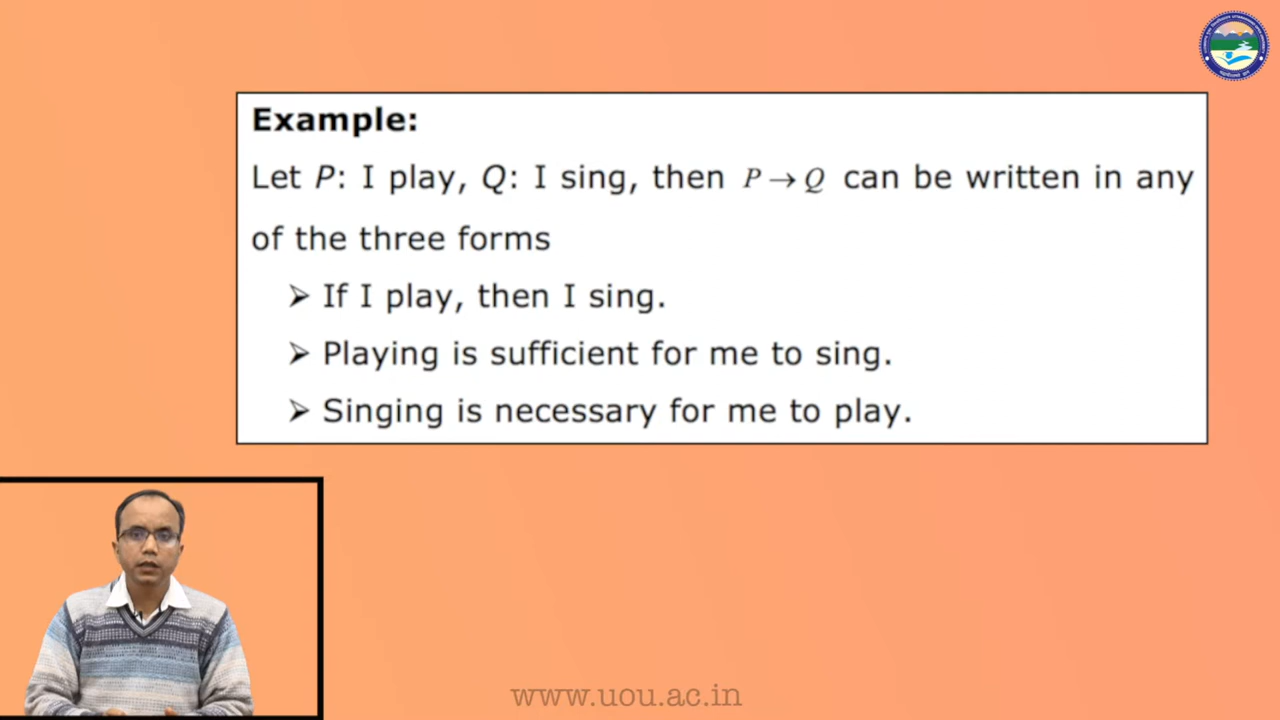 Example:
Let P: I play, Q: I sing, then P → Q can be written in any
of the three forms
➢ If I play, then I sing.
➢ Playing is sufficient for me to sing.
➢ Singing is necessary for me to play.
www.uou.ac.in